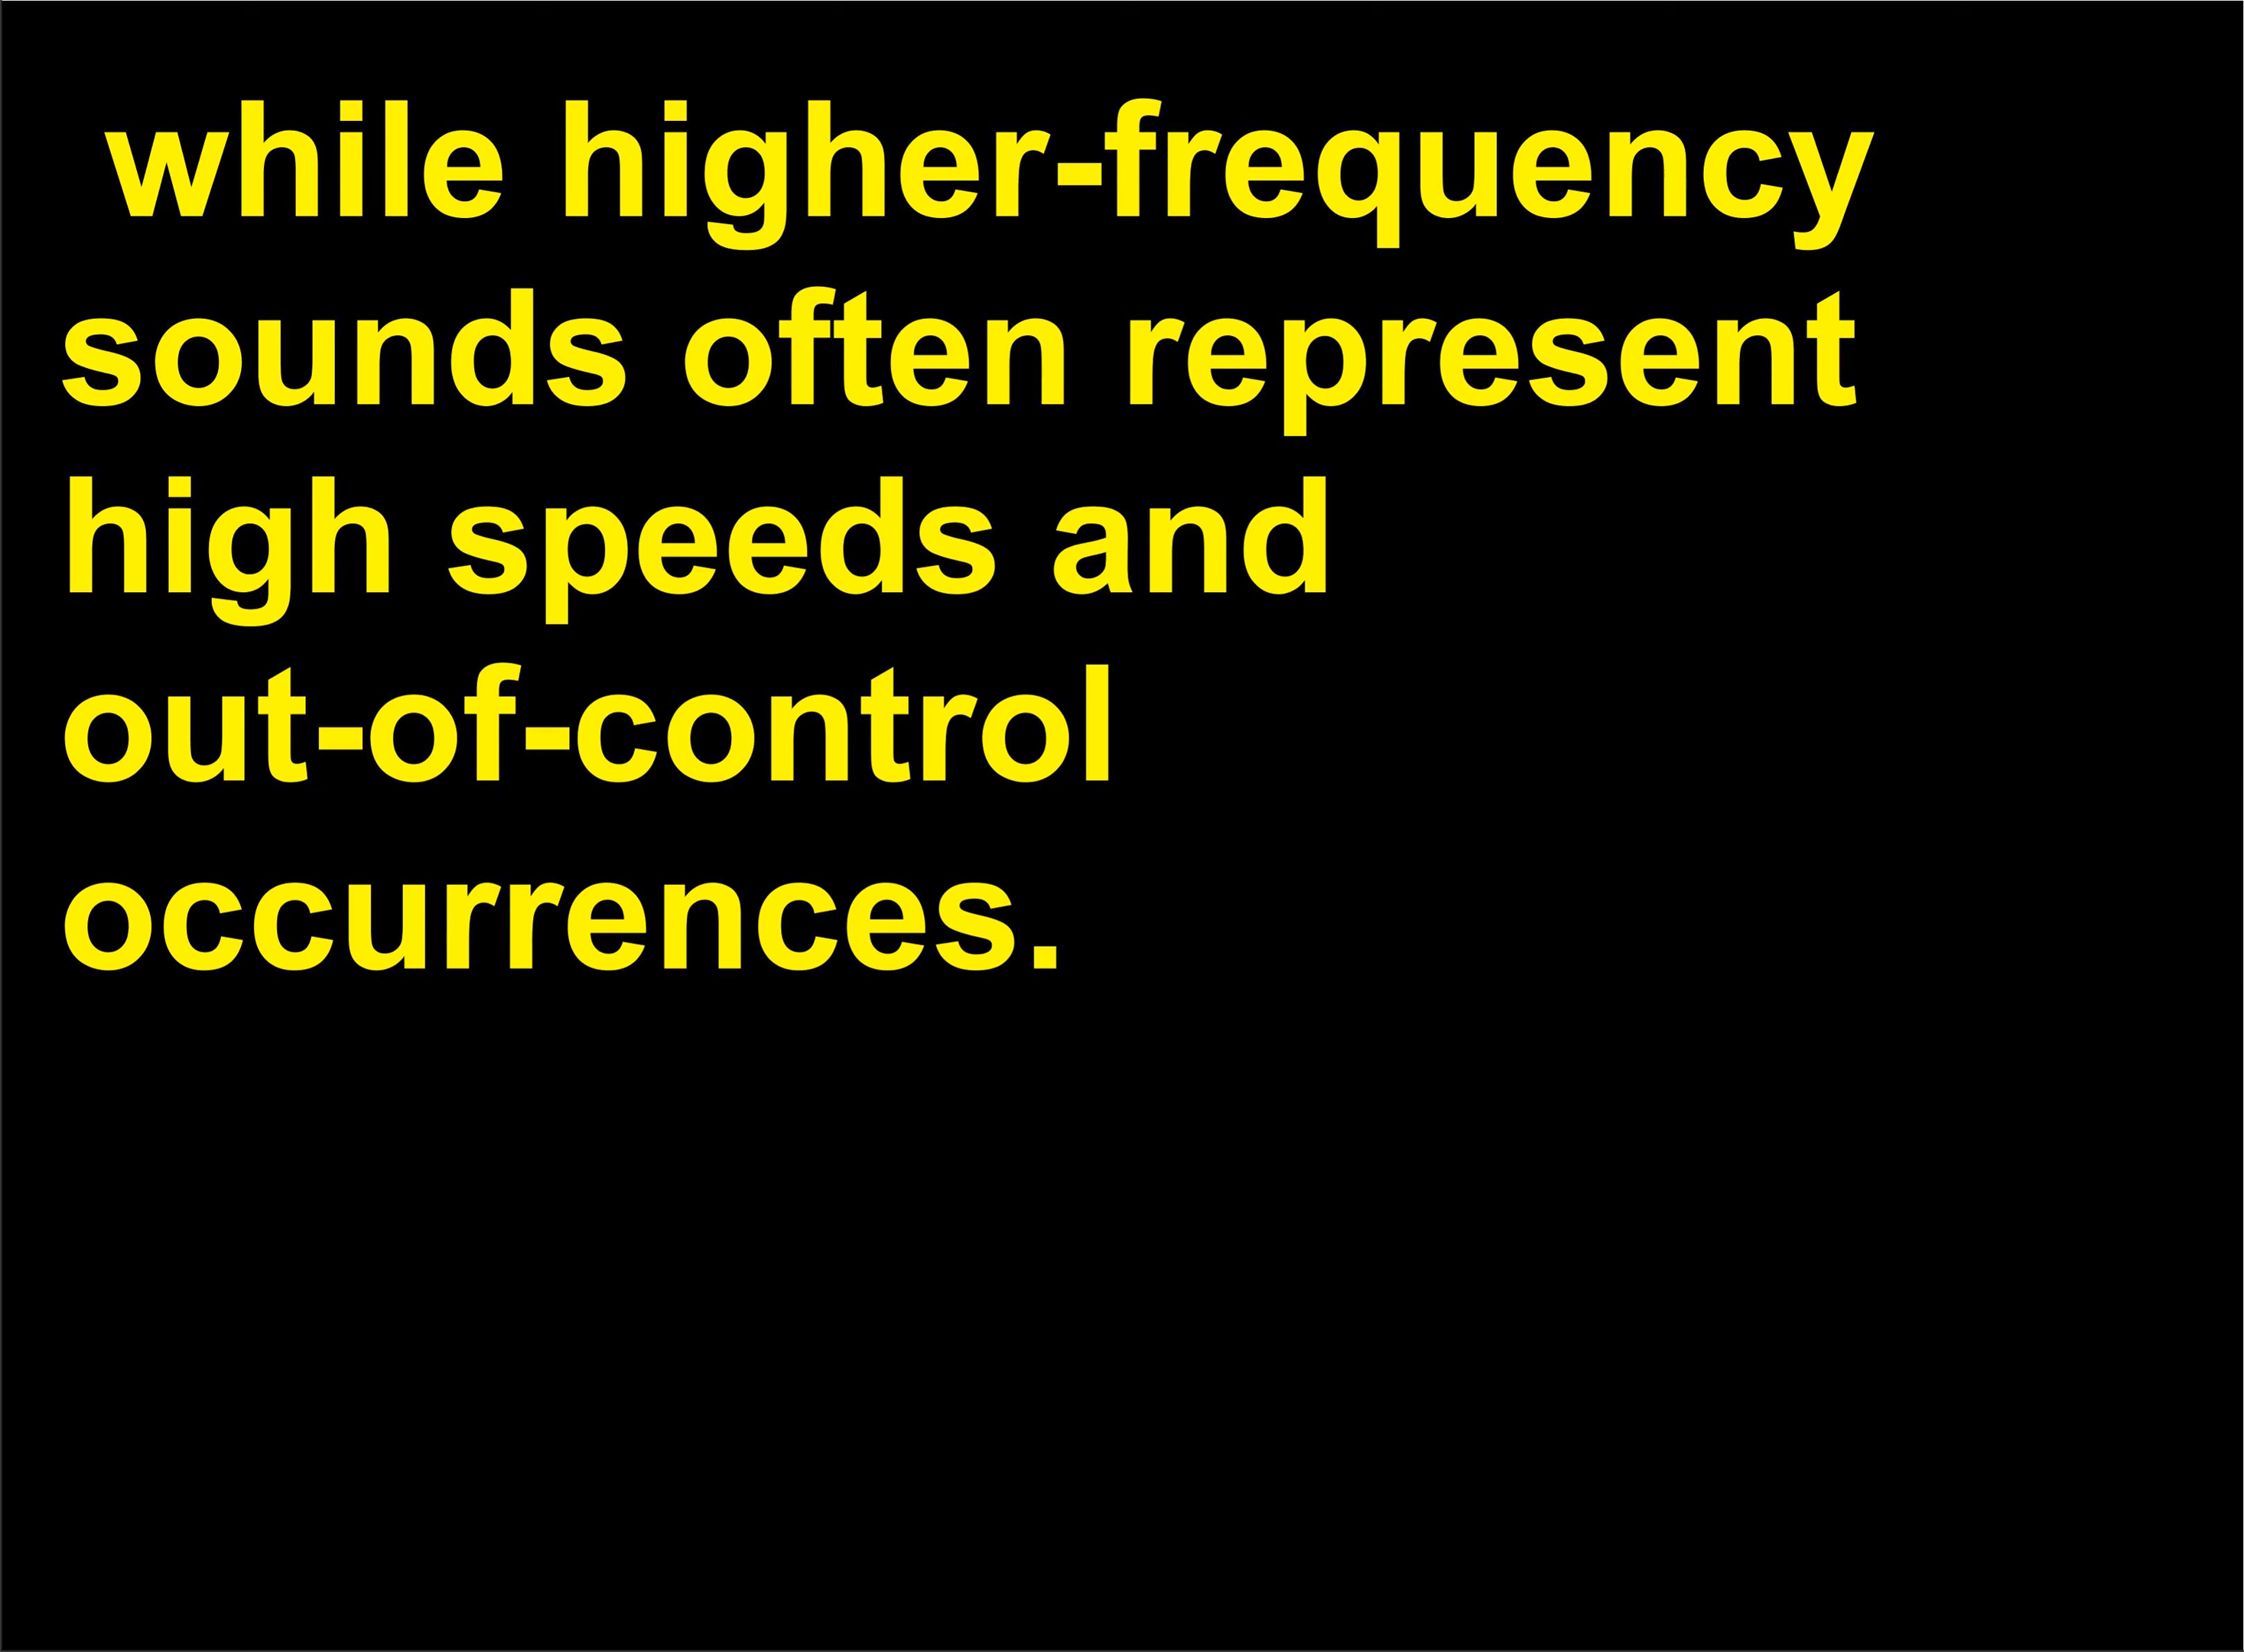 while higher-frequency
sounds often represent
high speeds and
out-of-control
occurrences.